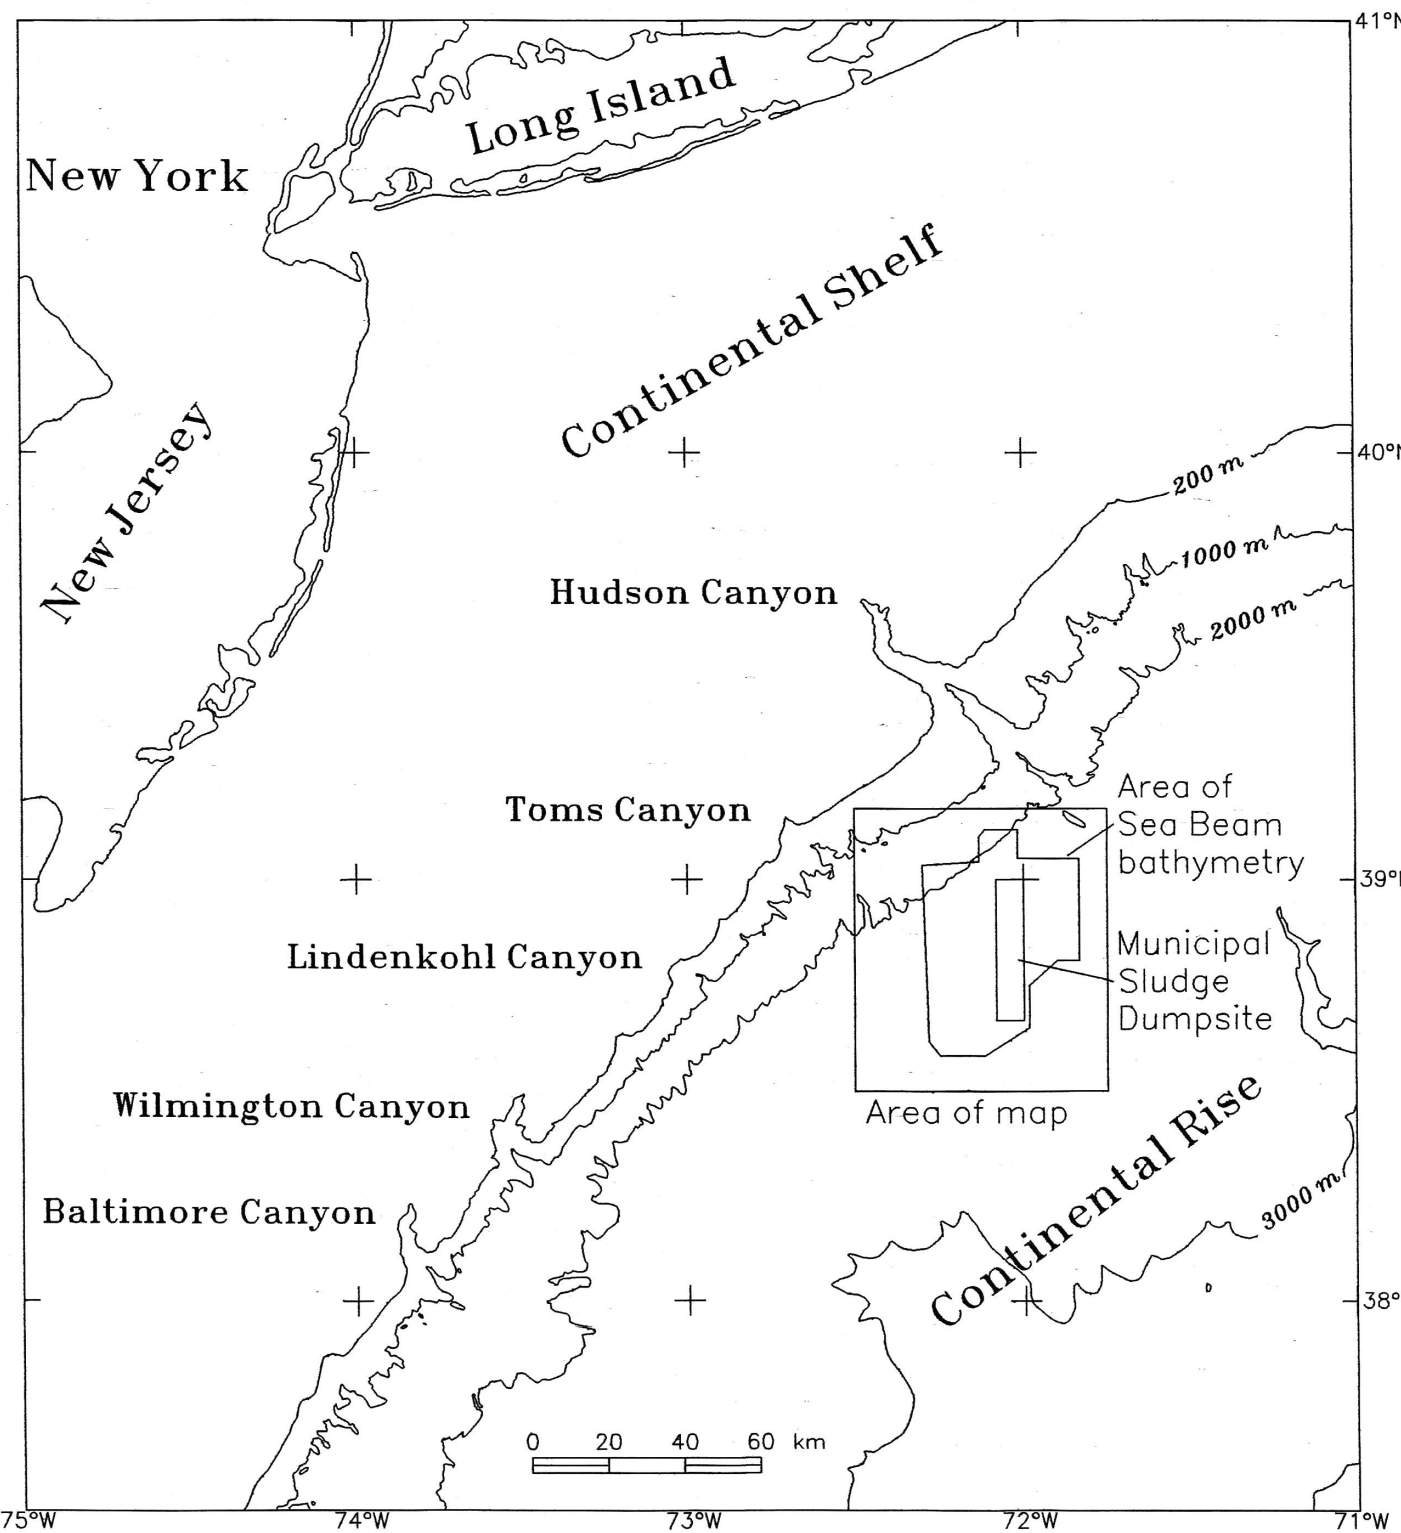 41°N
Long Island
New York
Continental Shelf
New Jersey
40°N
200 m
1000 m
2000 m
Hudson Canyon
Toms Canyon
Area of
Sea Beam
bathymetry
39°N
Lindenkohl Canyon
Municipal
Sludge
Dumpsite
Wilmington Canyon
Area of map
Baltimore Canyon
Continental Rise
3000 m
38°
0 20 40 60 km
75°W 74°W 73°W 72°W 71°W